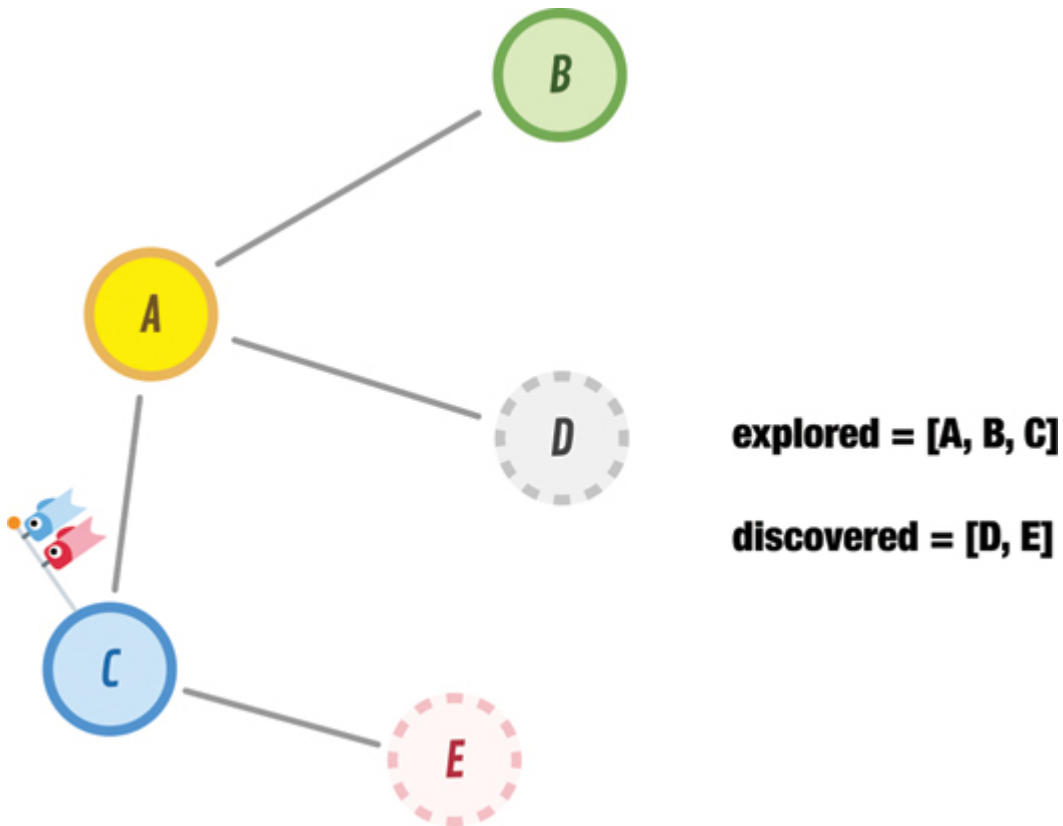 B
A
D
explored = [A, B, C]
discovered = [D, E]
C
E